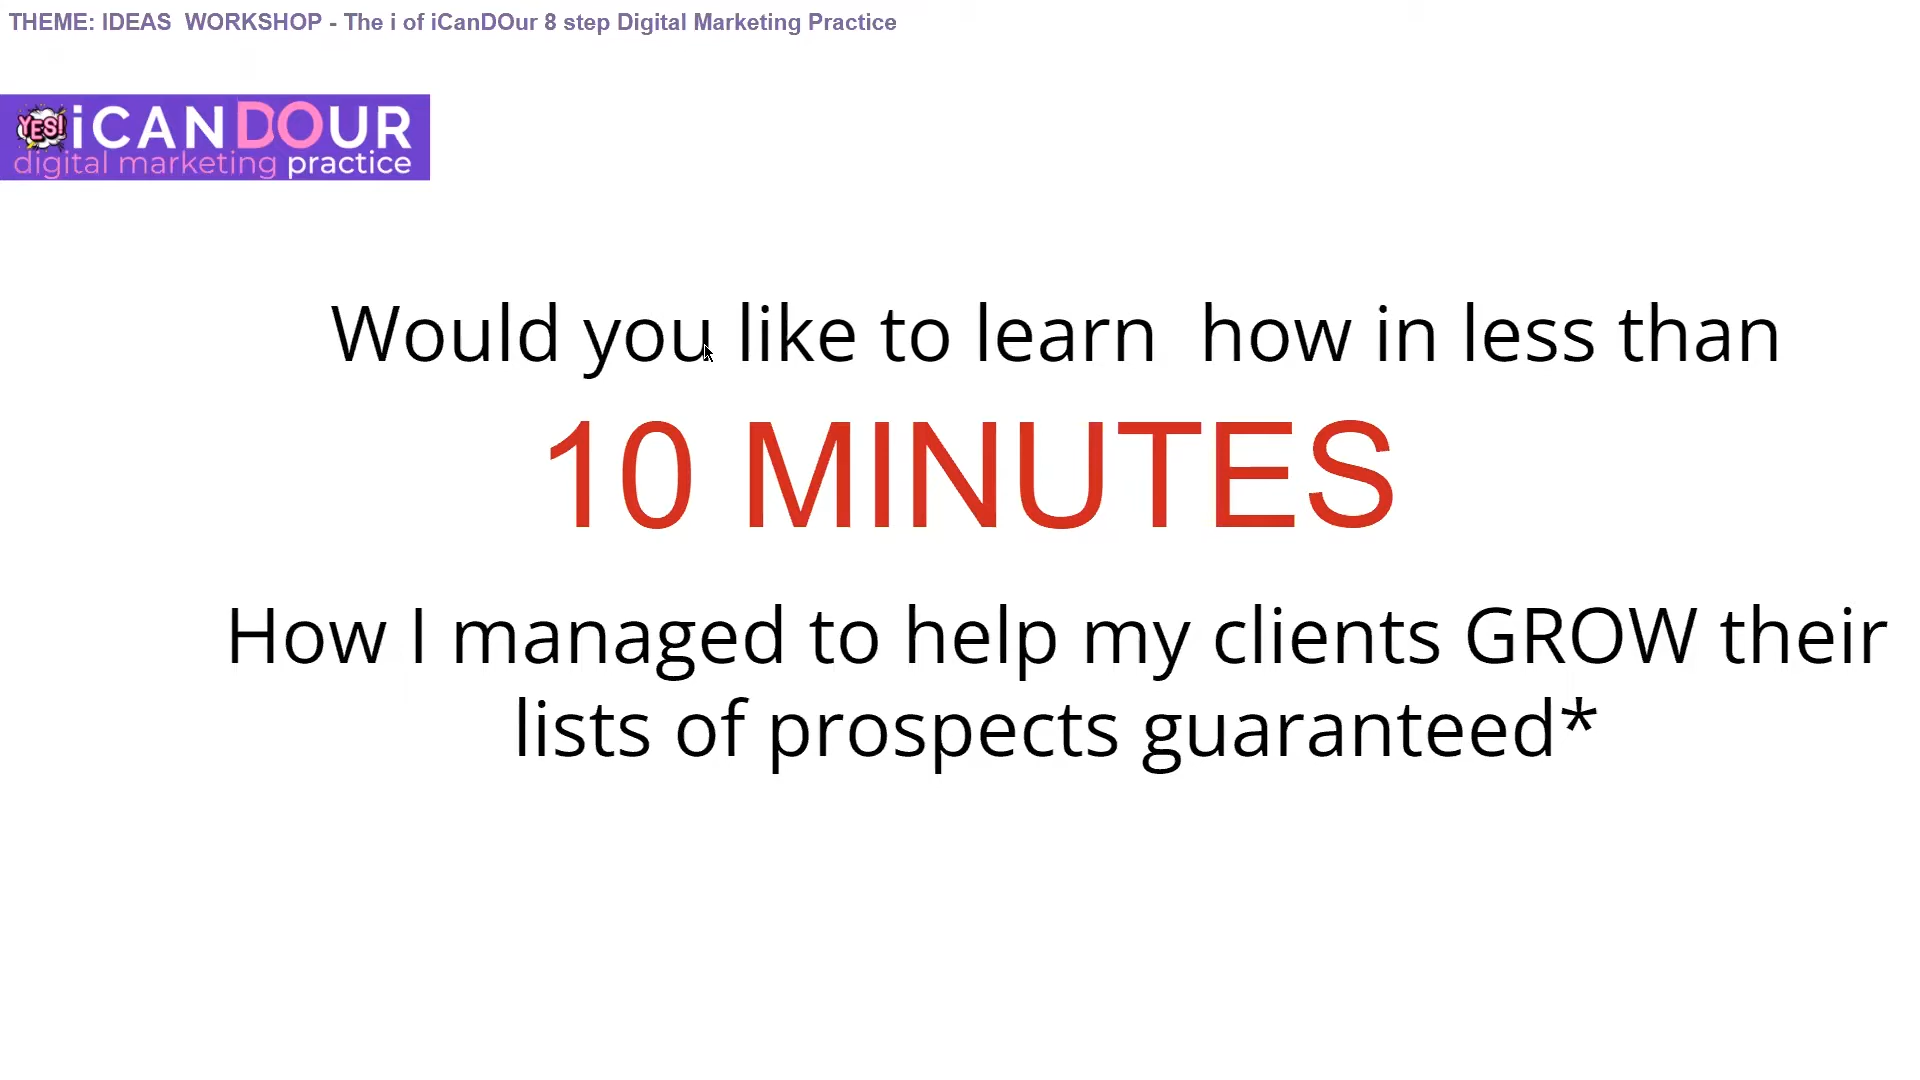 THEME: IDEAS  WORKSHOP - The i of iCanDOur 8 step Digital Marketing Practice
YES! iCANDOUR
digital marketing practice
Would you like to learn  how in less than
10 MINUTES
How I managed to help my clients GROW their
lists of prospects guaranteed*